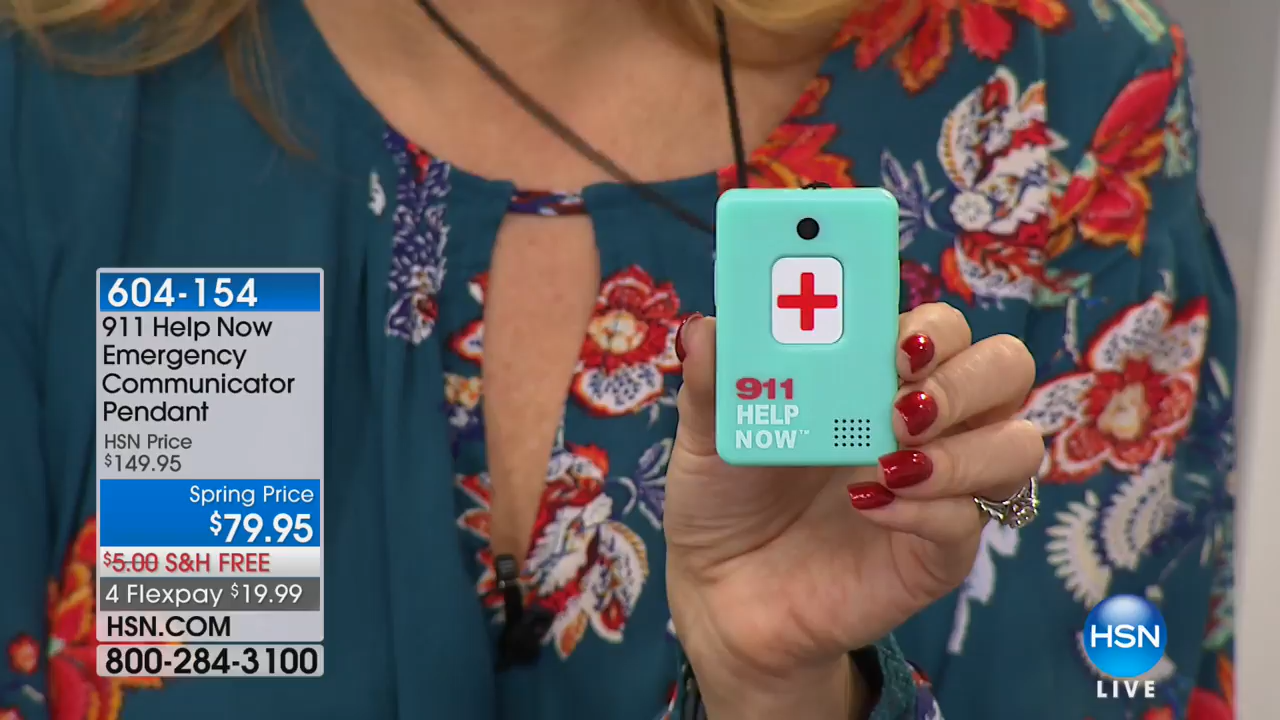 604-154
911 Help Now
Emergency
Communicator
Pendant
HSN Price
$149.95
Spring Price
$79.95
$5.00 S&H FREE
4 Flexpay $19.99
HSN.COM
800-284-3100
911
HELP
NOW™
HSN
LIVE